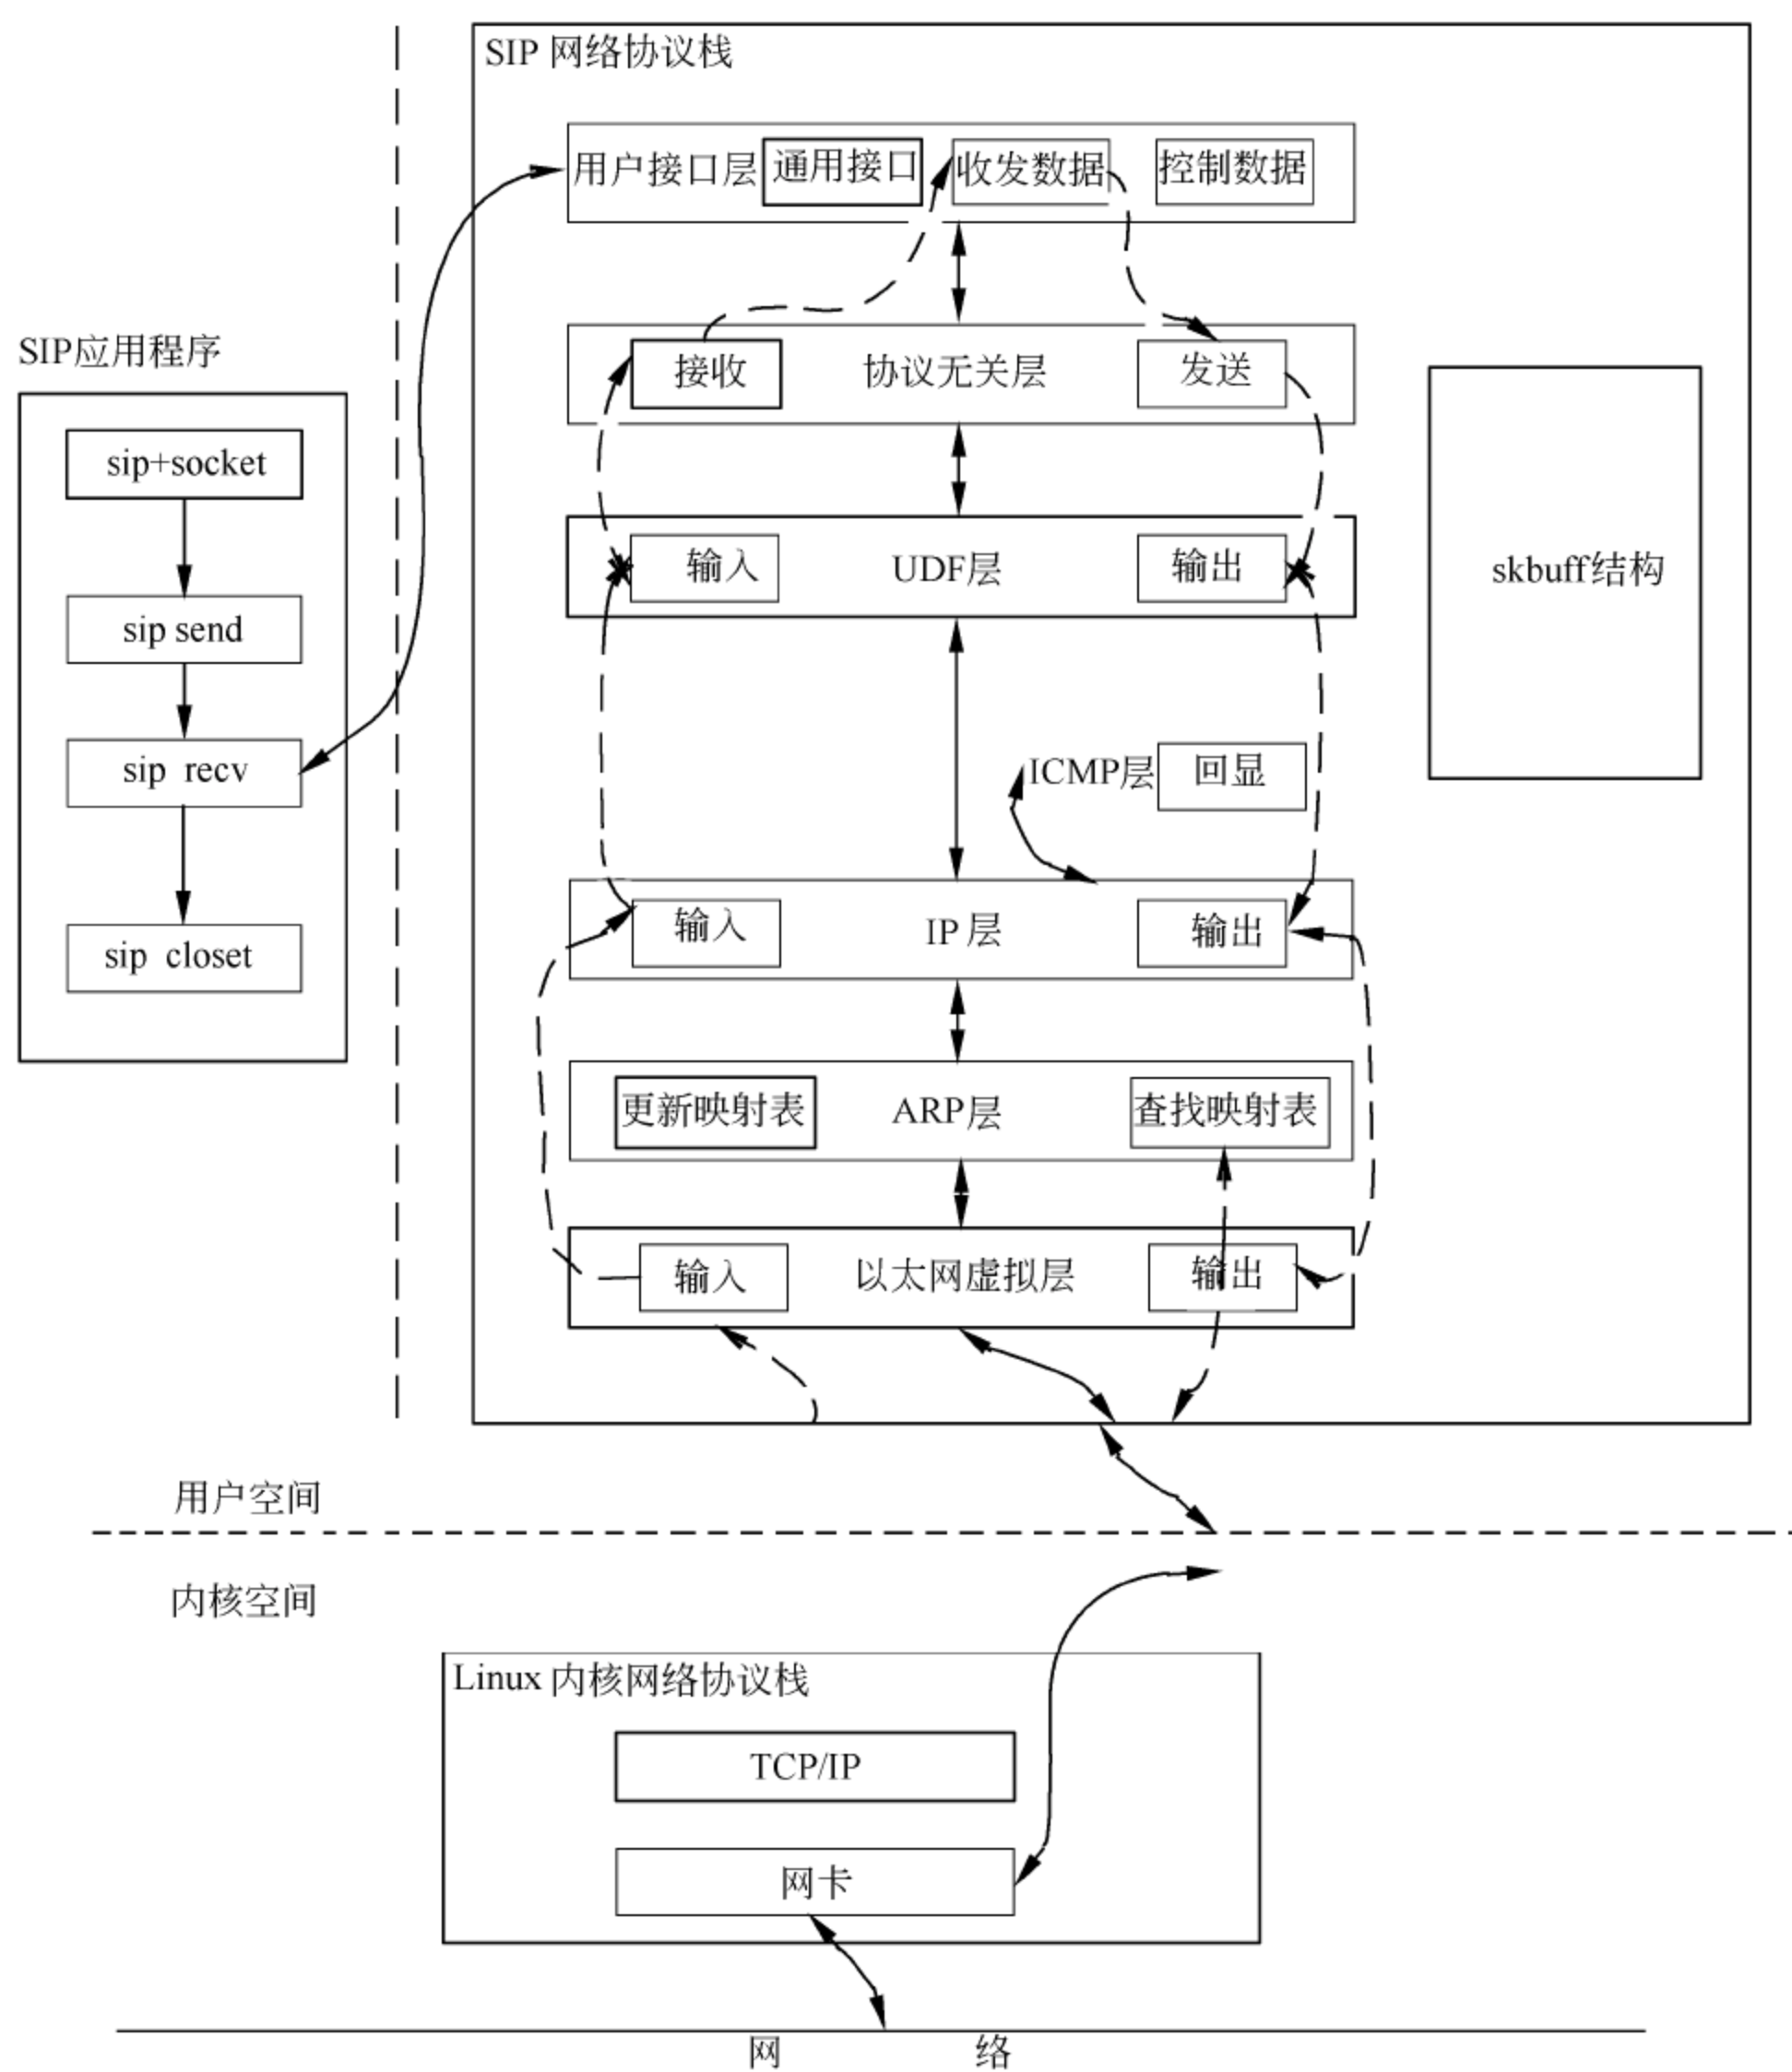 SIP 网络协议栈
用户接口层 通用接口 收发数据 控制数据
接收 协议无关层 发送
输入 UDF层 输出
ICMP层 回显
输入 IP 层 输出
更新映射表 ARP层 查找映射表
输入 以太网虚拟层 输出
skbuff结构
SIP应用程序
sip+socket
sip send
sip recv
sip closet
用户空间
内核空间
Linux 内核网络协议栈
TCP/IP
网卡
网 络